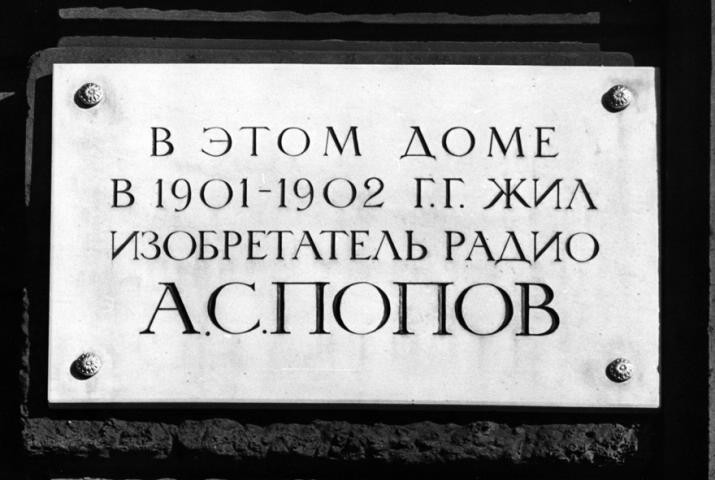 В ЭТОМ ДОМЕ
В 1901-1902 Г.Г. ЖИЛ
ИЗОБРЕТАТЕЛЬ РАДИО
А.С.ПОПОВ